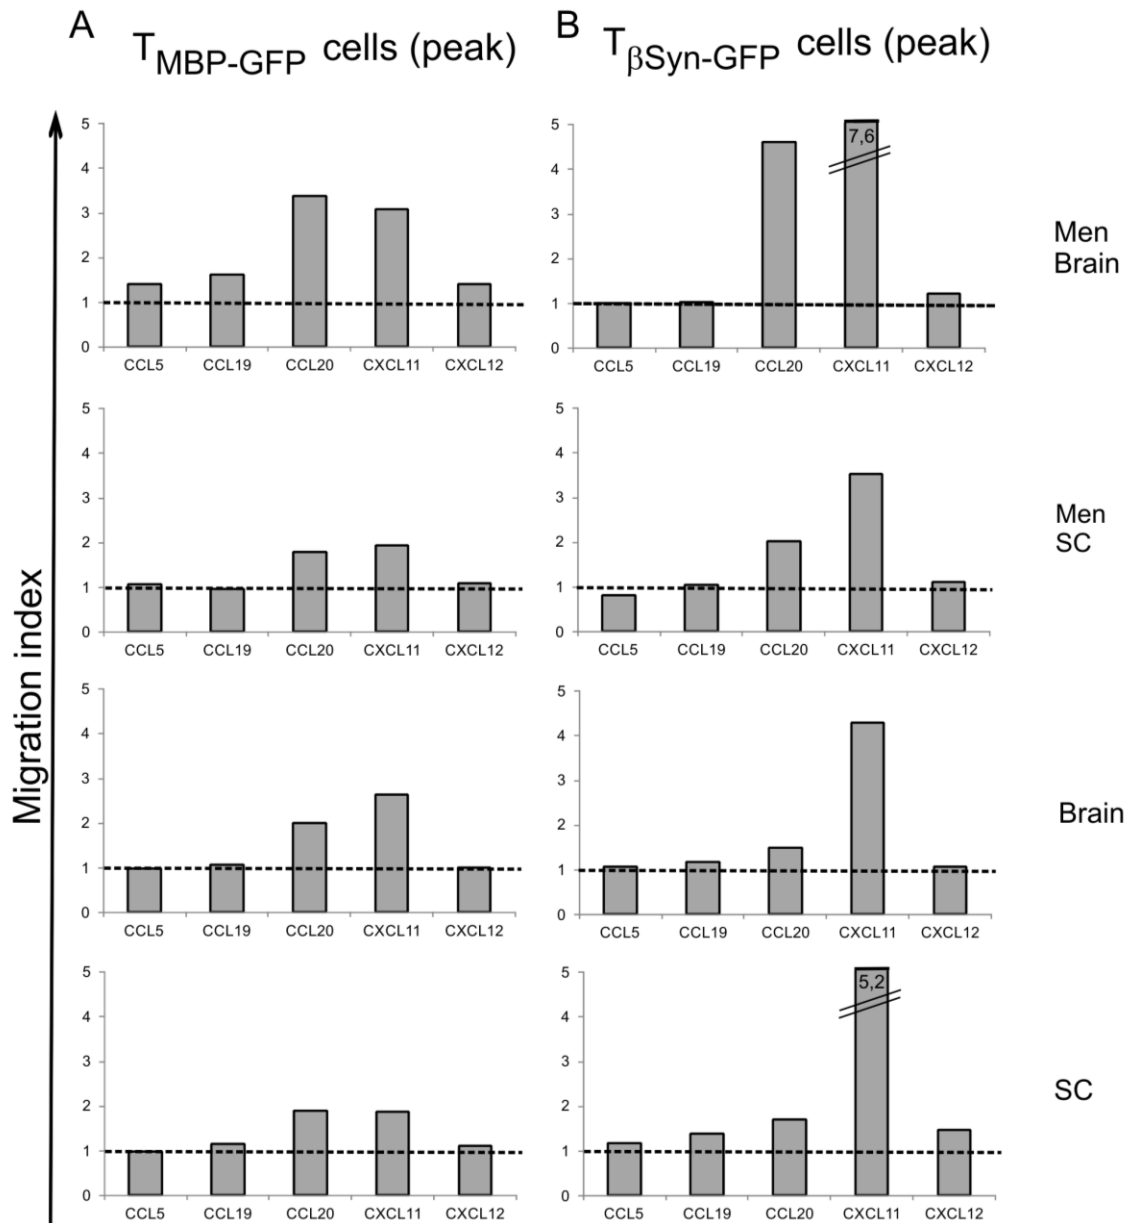 A T_MBP-GFP cells (peak)
B T_βSyn-GFP cells (peak)
Migration index
5
4
3
2
1
0
CCL5 CCL19 CCL20 CXCL11 CXCL12
5
4
3
2
1
0
7,6
CCL5 CCL19 CCL20 CXCL11 CXCL12
Men
Brain
5
4
3
2
1
0
CCL5 CCL19 CCL20 CXCL11 CXCL12
5
4
3
2
1
0
CCL5 CCL19 CCL20 CXCL11 CXCL12
Men
SC
5
4
3
2
1
0
CCL5 CCL19 CCL20 CXCL11 CXCL12
5
4
3
2
1
0
CCL5 CCL19 CCL20 CXCL11 CXCL12
Brain
5
4
3
2
1
0
CCL5 CCL19 CCL20 CXCL11 CXCL12
5
4
3
2
1
0
5,2
CCL5 CCL19 CCL20 CXCL11 CXCL12
SC